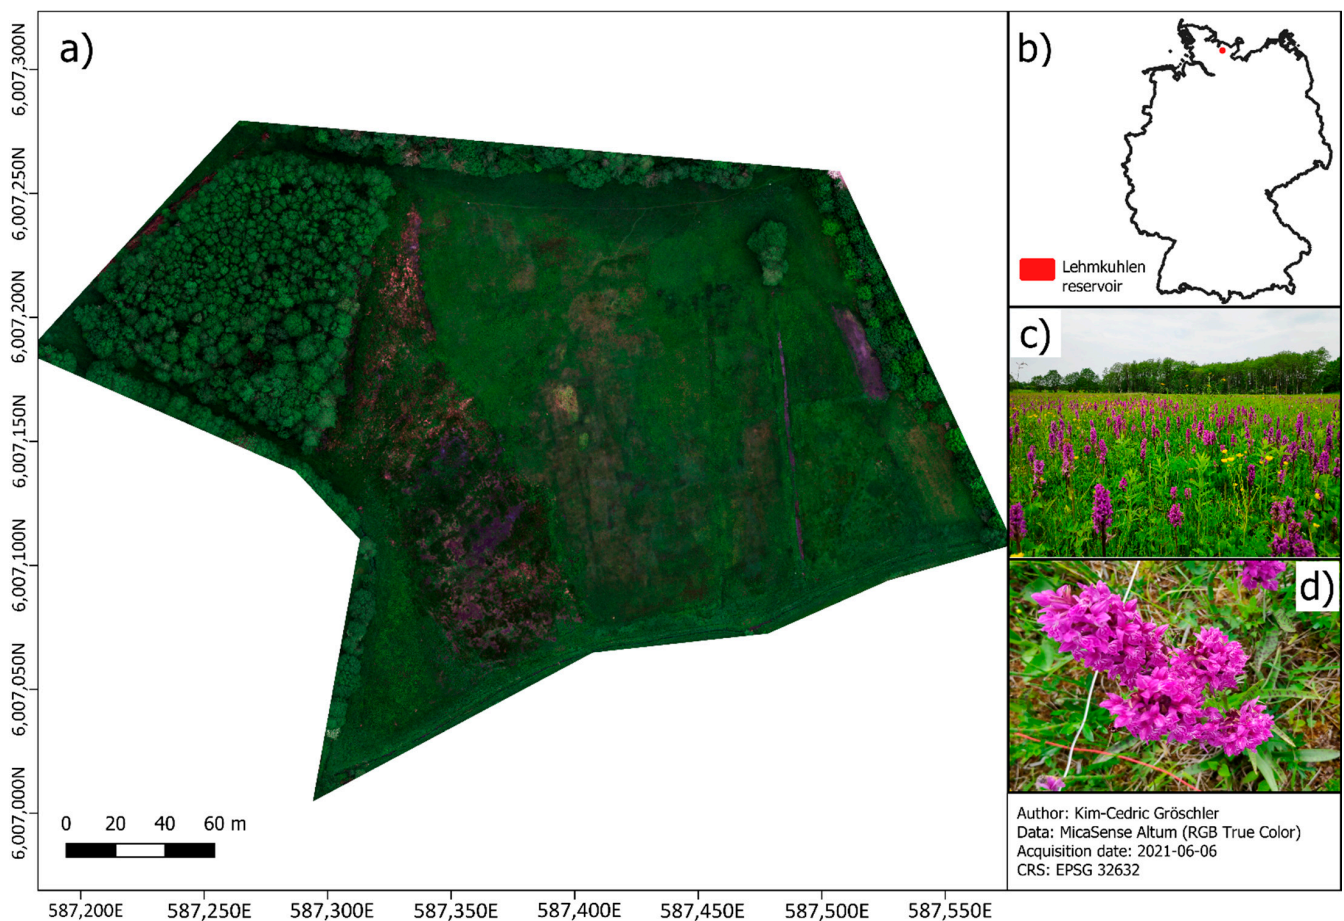 a)
6,007,300N
6,007,250N
6,007,200N
6,007,150N
6,007,100N
6,007,050N
6,007,000N
0 20 40 60 m
587,200E 587,250E 587,300E 587,350E 587,400E 587,450E 587,500E 587,550E
b)
Lehmkuhlen
reservoir
c)
d)
Author: Kim-Cedric Gröschler
Data: MicaSense Altum (RGB True Color)
Acquisition date: 2021-06-06
CRS: EPSG 32632